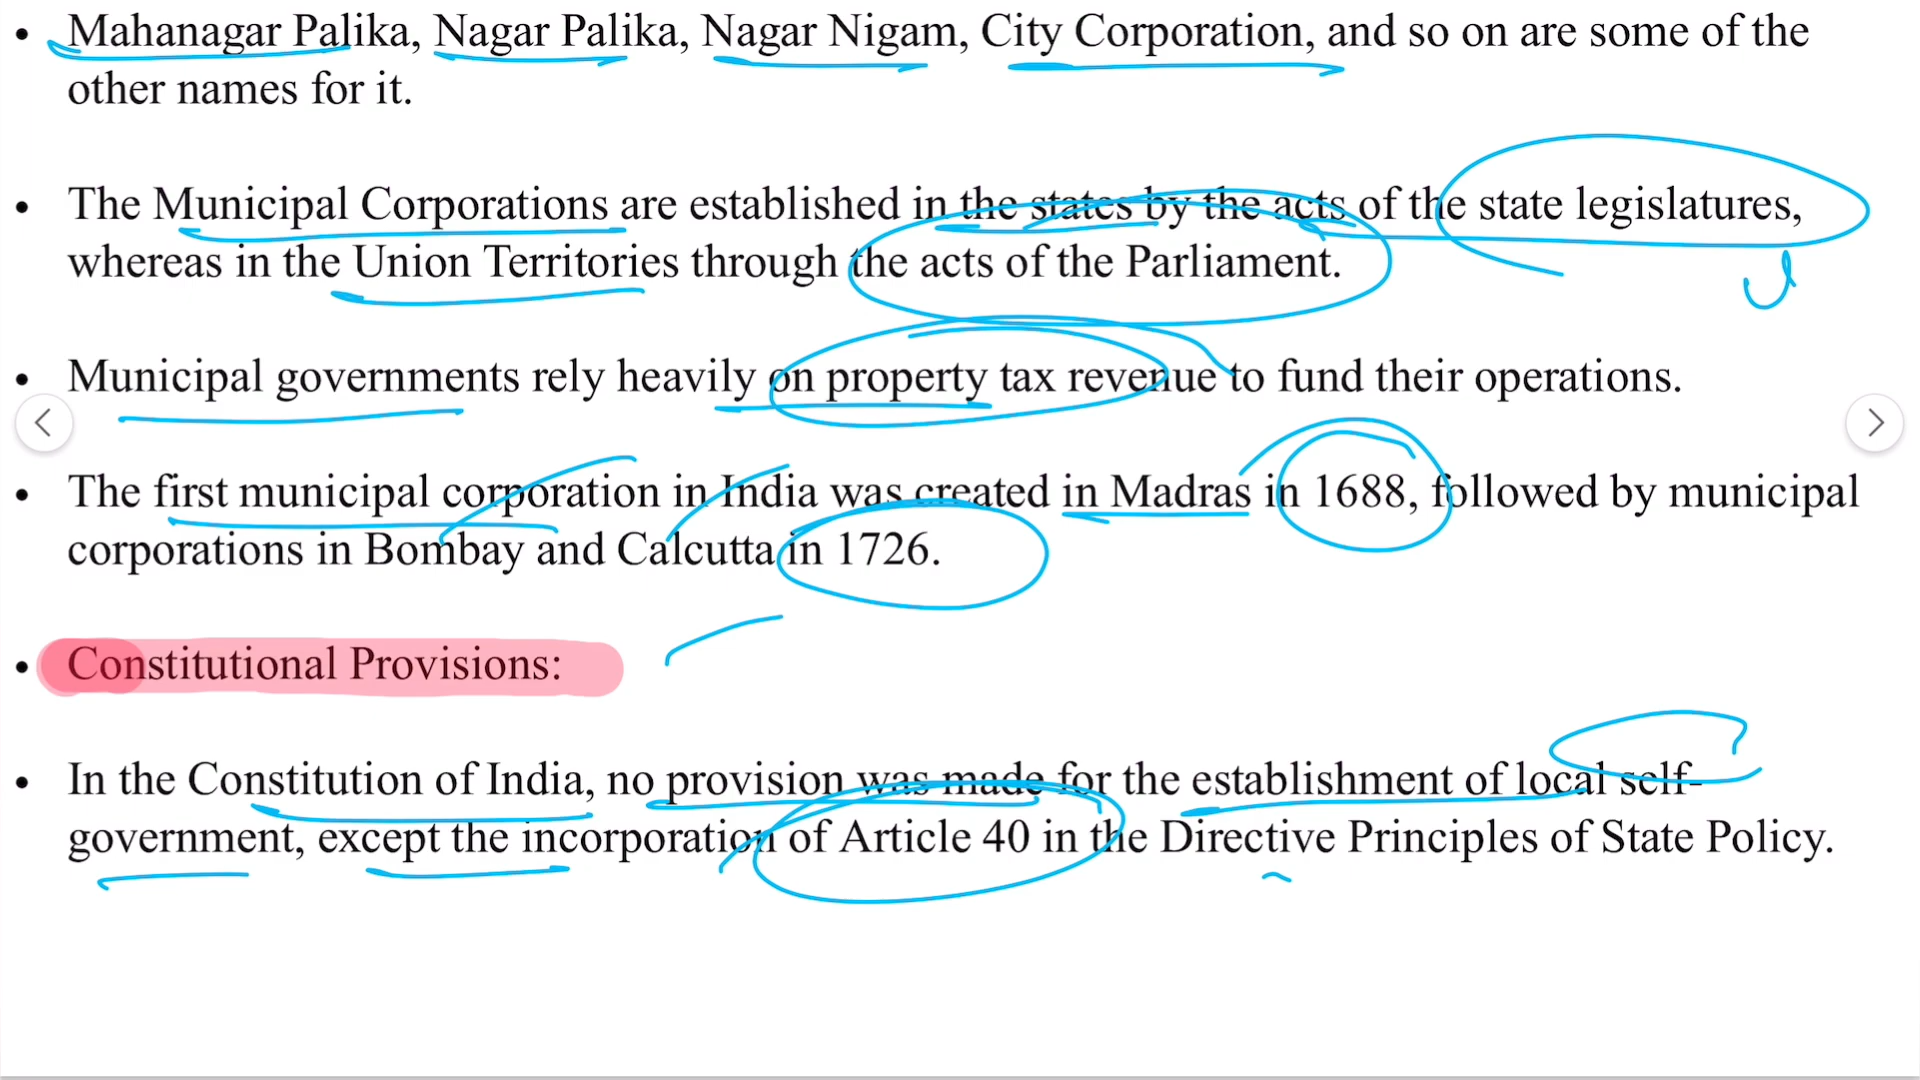 • Mahanagar Palika, Nagar Palika, Nagar Nigam, City Corporation, and so on are some of the
other names for it.
• The Municipal Corporations are established in the states by the acts of the state legislatures,
whereas in the Union Territories through the acts of the Parliament.
• Municipal governments rely heavily on property tax revenue to fund their operations.
• The first municipal corporation in India was created in Madras in 1688, followed by municipal
corporations in Bombay and Calcutta in 1726.
• Constitutional Provisions:
• In the Constitution of India, no provision was made for the establishment of local self-
government, except the incorporation of Article 40 in the Directive Principles of State Policy.